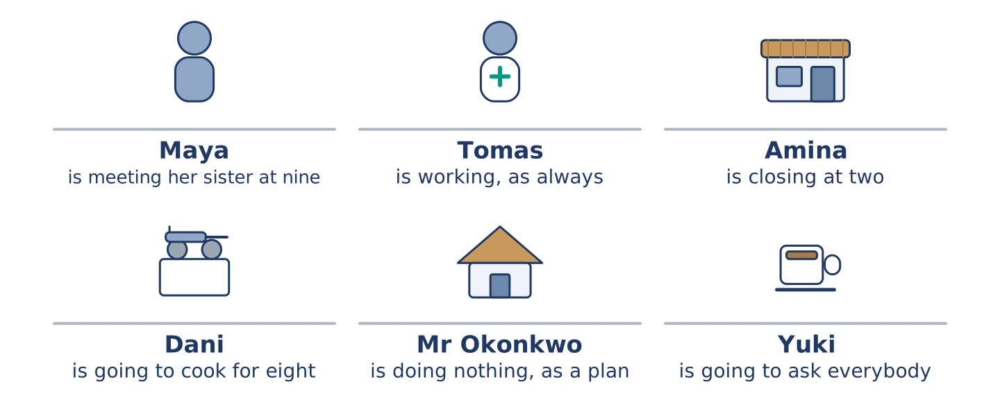 Maya
is meeting her sister at nine
Tomas
is working, as always
Amina
is closing at two
Dani
is going to cook for eight
Mr Okonkwo
is doing nothing, as a plan
Yuki
is going to ask everybody